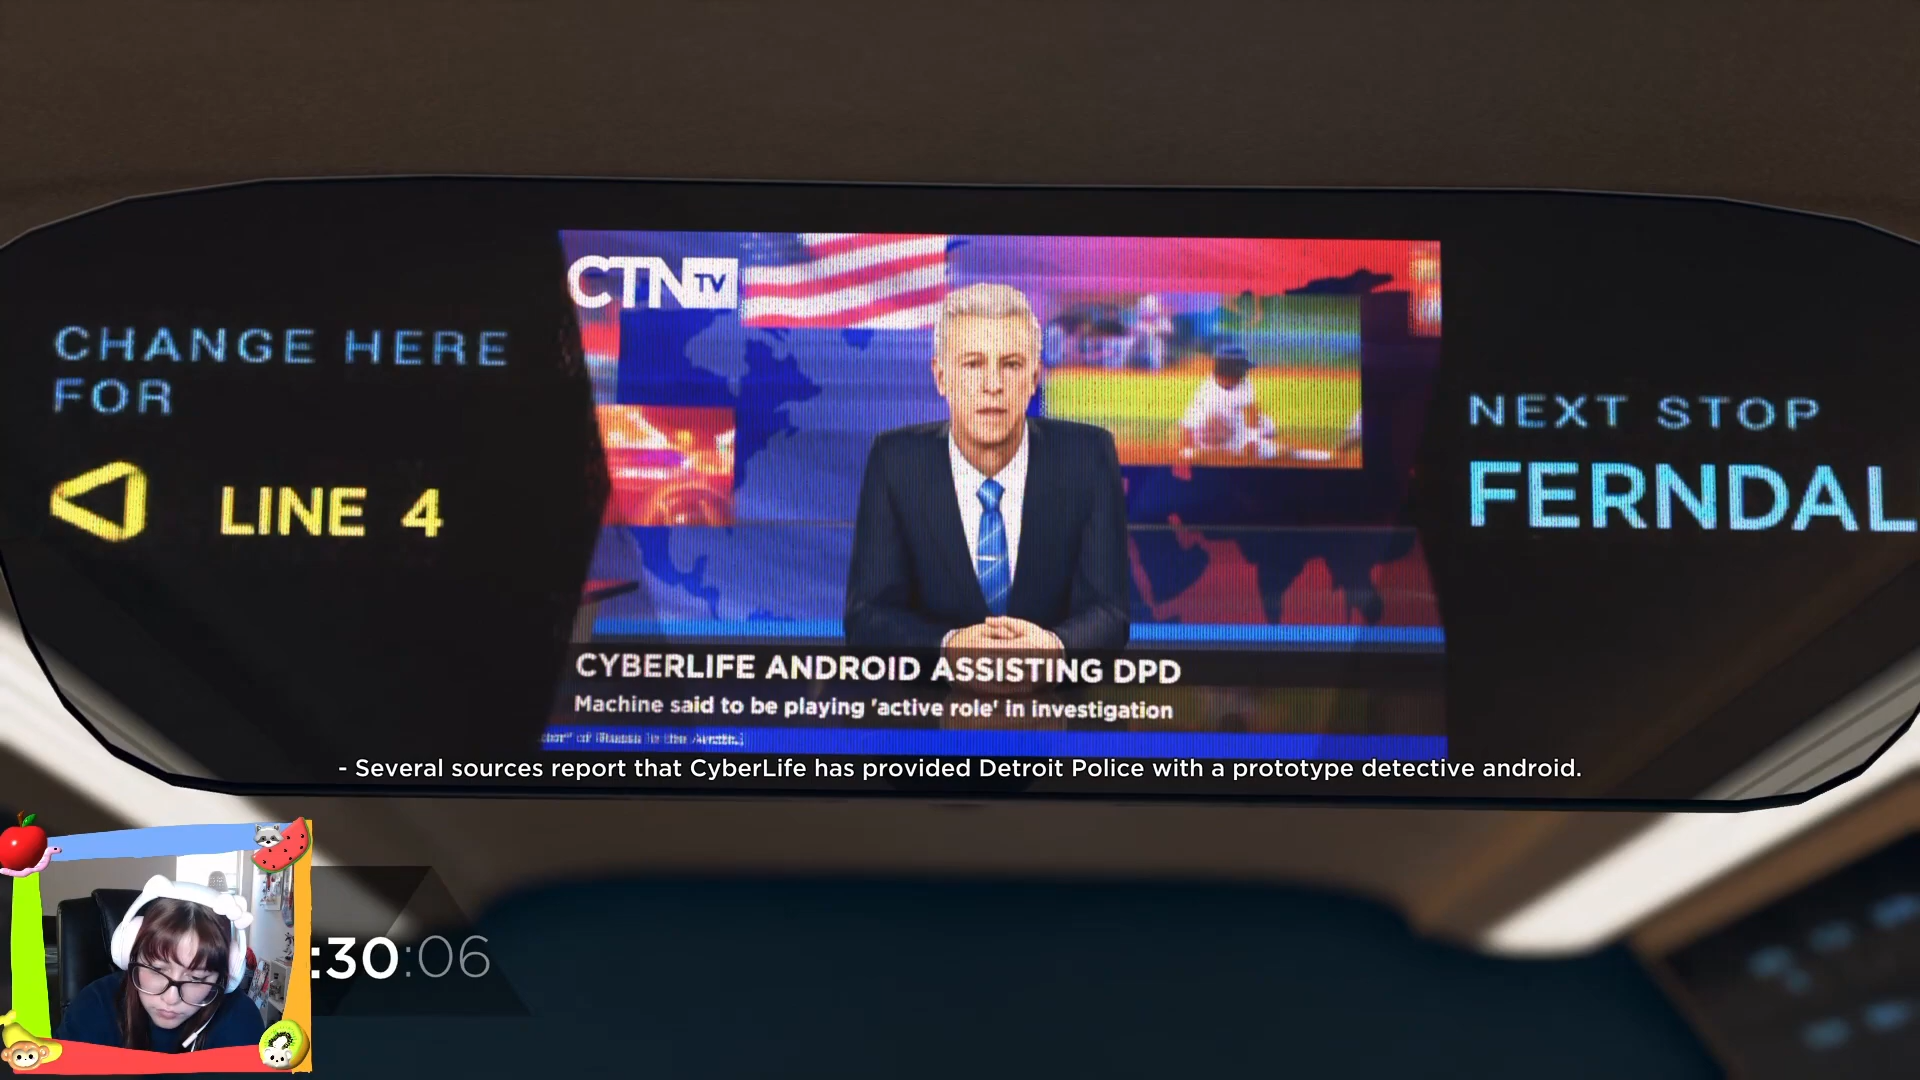 CTN TV
CHANGE HERE
FOR
LINE 4
NEXT STOP
FERNDAL
CYBERLIFE ANDROID ASSISTING DPD
Machine said to be playing 'active role' in investigation
- Several sources report that CyberLife has provided Detroit Police with a prototype detective android.
:30:06